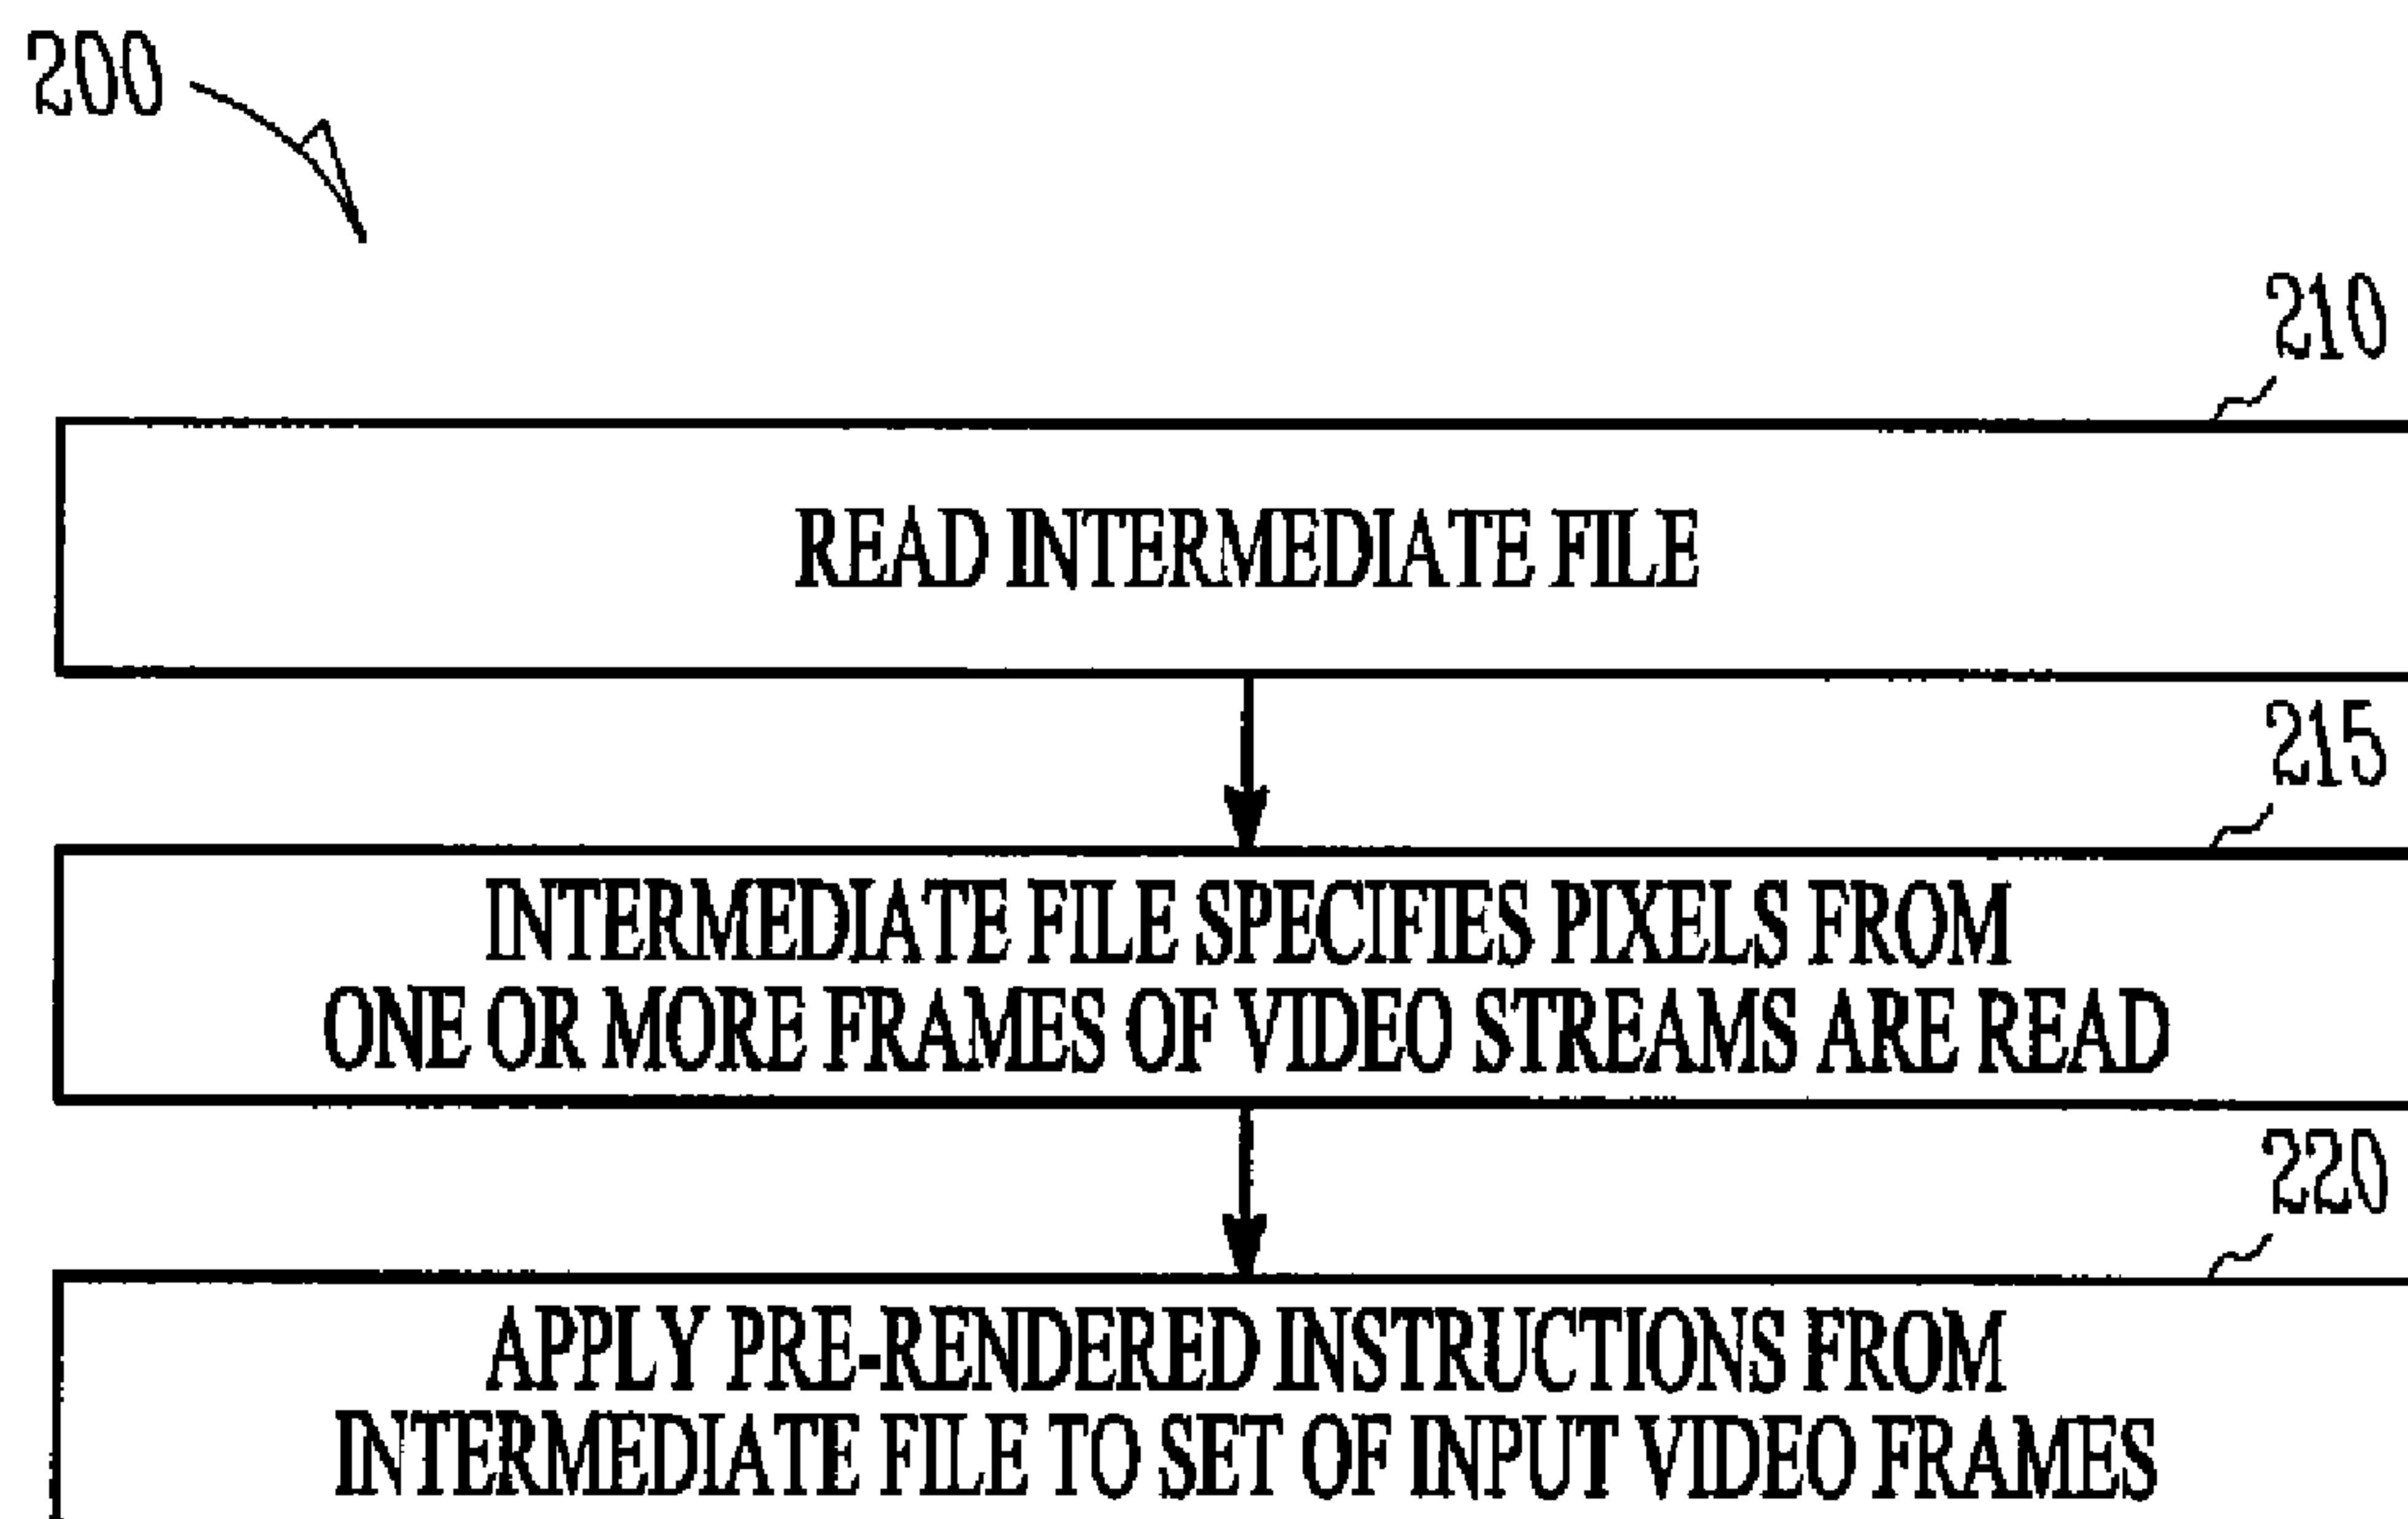 200
210
READ INTERMEDIATE FILE
215
INTERMEDIATE FILE SPECIFIES PIXELS FROM
ONE OR MORE FRAMES OF VIDEO STREAMS ARE READ
220
APPLY PRE-RENDERED INSTRUCTIONS FROM
INTERMEDIATE FILE TO SET OF INPUT VIDEO FRAMES